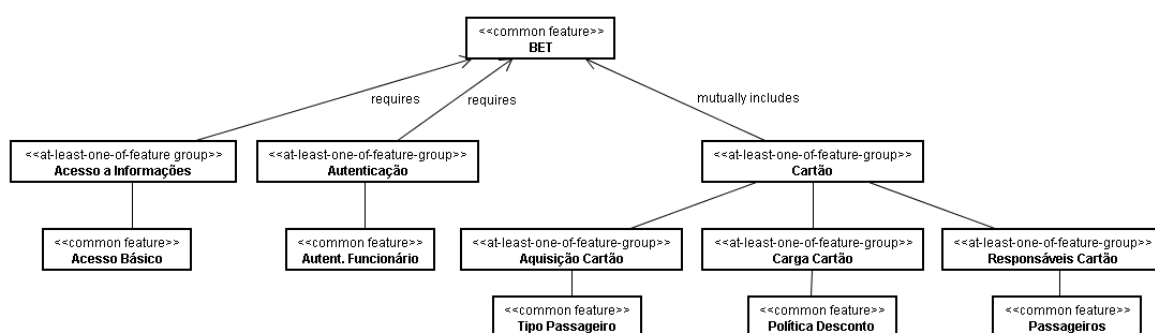 <<common feature>>
BET
requires
requires
mutually includes
<<at-least-one-of-feature group>>
Acesso a Informações
<<at-least-one-of-feature-group>>
Autenticação
<<at-least-one-of-feature-group>>
Cartão
<<common feature>>
Acesso Básico
<<common feature>>
Autent. Funcionário
<<at-least-one-of-feature-group>>
Aquisição Cartão
<<at-least-one-of-feature-group>>
Carga Cartão
<<at-least-one-of-feature-group>>
Responsáveis Cartão
<<common feature>>
Tipo Passageiro
<<common feature>>
Política Desconto
<<common feature>>
Passageiros